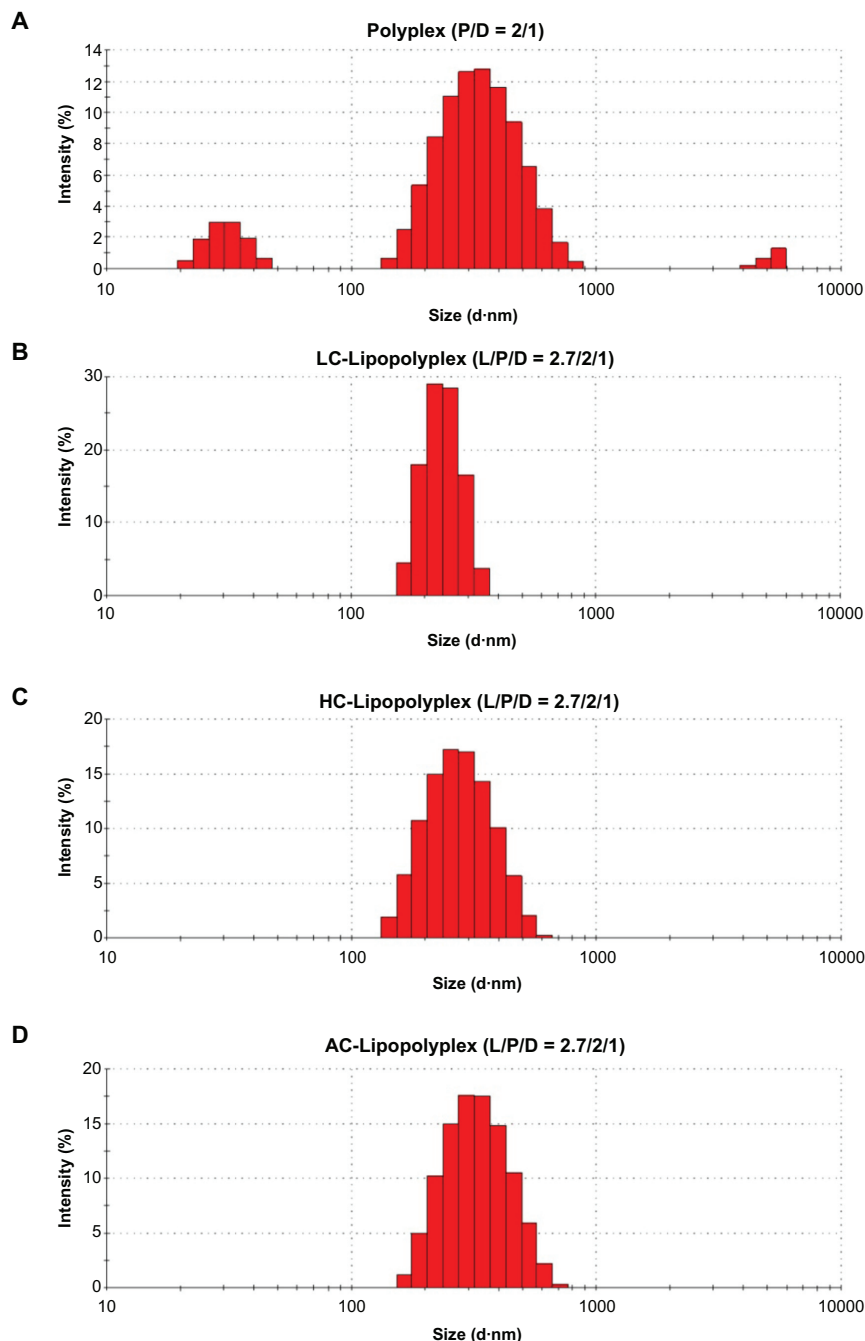 A
Polyplex (P/D = 2/1)
Intensity (%)
14
12
10
8
6
4
2
0
10 100 1000 10000
Size (d·nm)
B
LC-Lipopolyplex (L/P/D = 2.7/2/1)
Intensity (%)
30
20
10
0
10 100 1000 10000
Size (d·nm)
C
HC-Lipopolyplex (L/P/D = 2.7/2/1)
Intensity (%)
20
15
10
5
0
10 100 1000 10000
Size (d·nm)
D
AC-Lipopolyplex (L/P/D = 2.7/2/1)
Intensity (%)
20
15
10
5
0
10 100 1000 10000
Size (d·nm)